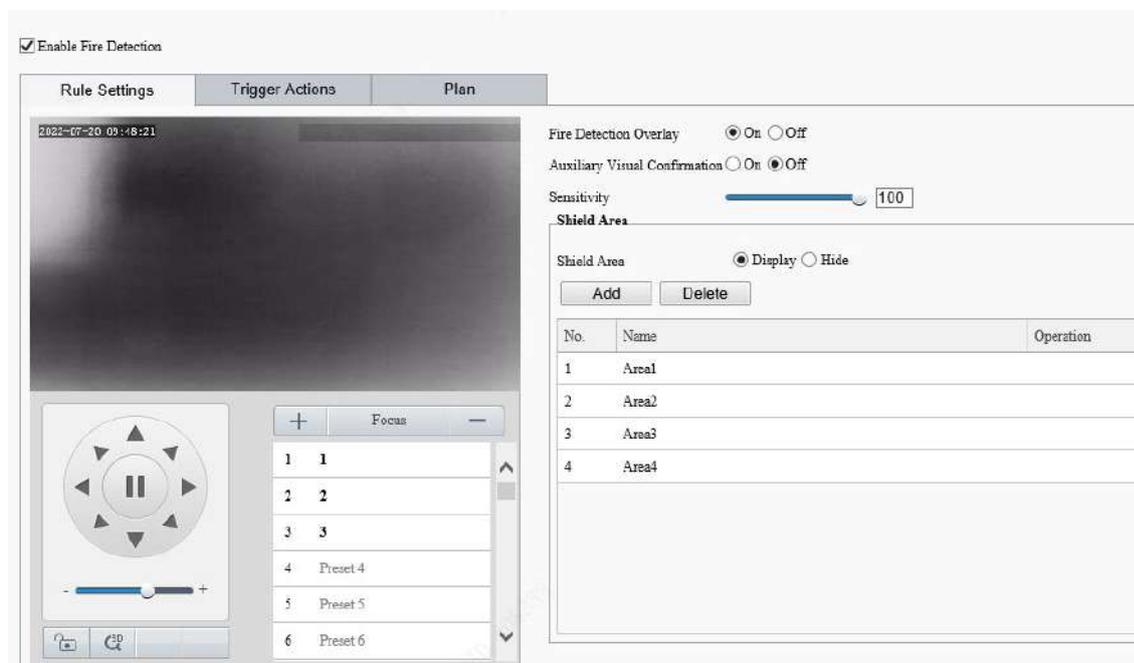 Enable Fire Detection
Rule Settings
Trigger Actions
Plan
2022-07-20 09:48:21
Fire Detection Overlay On Off
Auxiliary Visual Confirmation On Off
Sensitivity 100
Shield Area
Shield Area Display Hide
Add Delete
No. Name Operation
1 Area1
2 Area2
3 Area3
4 Area4
+ Focus —
1 1
2 2
3 3
4 Preset 4
5 Preset 5
6 Preset 6
- +
3D